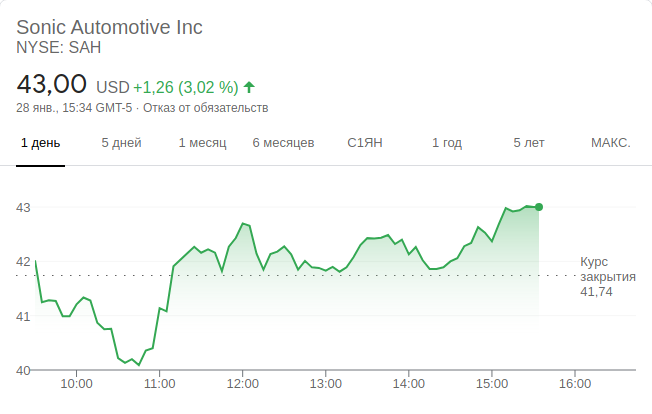 Sonic Automotive Inc
NYSE: SAH
43,00 USD +1,26 (3,02 %)
28 янв., 15:34 GMT-5 · Отказ от обязательств
1 день 5 дней 1 месяц 6 месяцев С1ЯН 1 год 5 лет МАКС.
43
42
Курс
закрытия
41,74
41
40
10:00 11:00 12:00 13:00 14:00 15:00 16:00